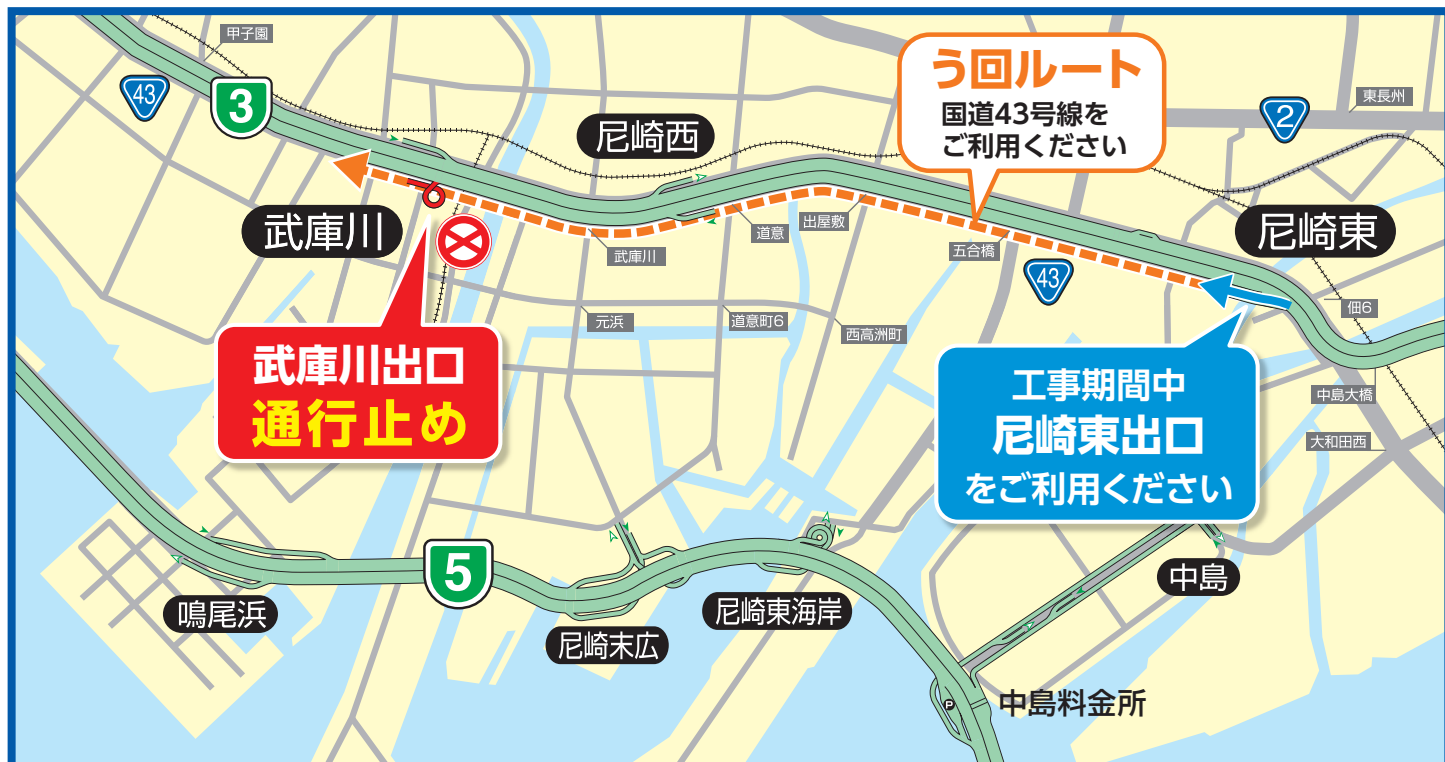 甲子園
43
3
尼崎西
う回ルート
国道43号線を
ご利用ください
東長州
2
武庫川
尼崎東
武庫川
道意
出屋敷
五合橋
43
佃6
元浜
道意町6
西高洲町
武庫川出口
通行止め
工事期間中
尼崎東出口
をご利用ください
中島大橋
大和田西
5
鳴尾浜
尼崎末広
尼崎東海岸
中島
P
中島料金所